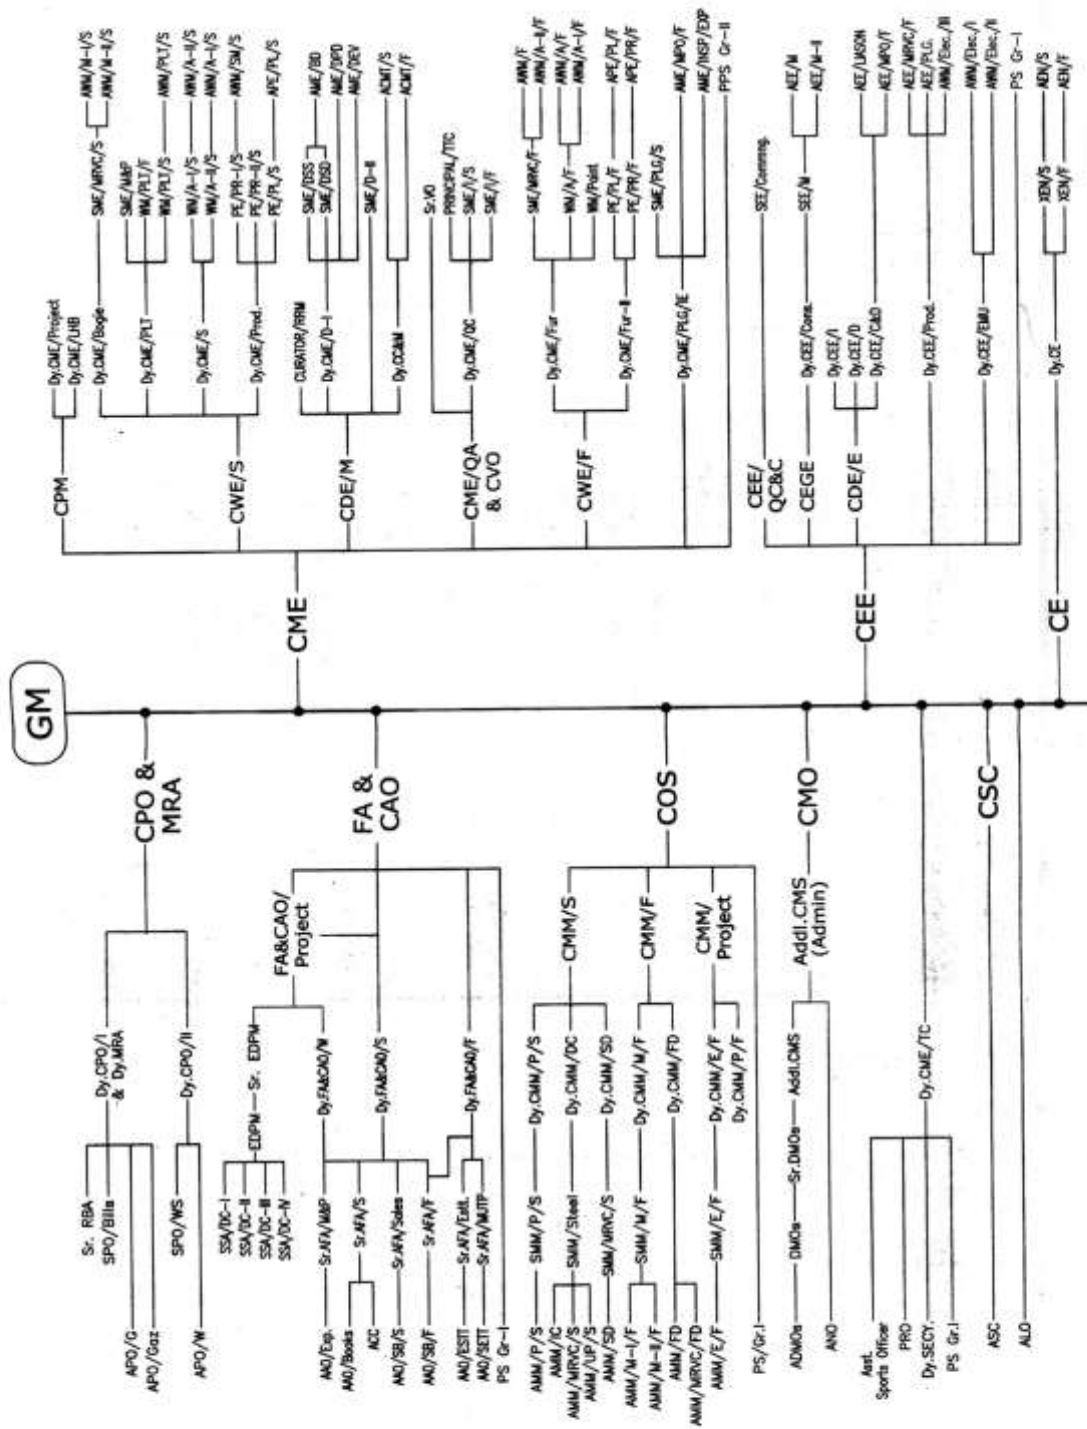 GM
CPO &
MRA
Dy.CPO/I
& Dy.MRA
Sr. RBA
SPO/Bills
APO/G
APO/Gaz
Dy.CPO/II
SPO/WS
APO/W
CME
CPM
Dy.CME/Project
Dy.CME/LHB
CWE/S
Dy.CME/Bogie
SME/MRVC/S
AWM/M-I/S
AWM/M-II/S
Dy.CME/PLT
SME/M&P
WM/PLT/F
WM/PLT/S
AWM/PLT/S
Dy.CME/S
WM/A-I/S
WM/A-II/S
AWM/A-II/S
AWM/A-I/S
Dy.CME/Prod.
PE/PR-I/S
PE/PR-II/S
PE/PL/S
AWM/SM/S
APE/PL/S
CDE/M
CURATOR/RRM
Dy.CME/D-I
SME/DSS
SME/DSD
AME/BD
AME/DPD
AME/DEV
SME/D-II
Dy.CC&M
ACMT/S
ACMT/F
CME/QA
& CVO
Sr.VO
Dy.CME/QC
PRINCIPAL/TTC
SME/I/S
SME/I/F
CWE/F
Dy.CME/Fur
SME/MRVC/F
AWM/F
AWM/A-II/F
WM/A/F
AWM/A/F
AWM/A-I/F
WM/Paint
Dy.CME/Fur-II
PE/PL/F
PE/PR/F
APE/PL/F
APE/PR/F
Dy.CME/PLG/IE
SME/PLG/S
AME/MPO/F
AME/INSP/EXP
PPS Gr-II
FA &
CAO
FA&CAO/
Project
Sr. EDPM
EDPM
SSA/DC-I
SSA/DC-II
SSA/DC-III
SSA/DC-IV
Dy.FA&CAO/M
Sr.AFA/M&P
AAO/Exp.
Dy.FA&CAO/S
Sr.AFA/S
AAO/Books
ACC
Sr.AFA/Sales
AAO/SB/S
Sr.AFA/F
AAO/SB/F
Dy.FA&CAO/F
Sr.AFA/Estt.
AAO/ESTT
Sr.AFA/MUTP
AAO/SETT
PS Gr-I
COS
CMM/S
Dy.CMM/P/S
SMM/P/S
AMM/P/S
Dy.CMM/DC
SMM/Steel
AMM/IC
AMM/MRVC/S
AMM/UP/S
Dy.CMM/SD
SMM/MRVC/S
AMM/SD
CMM/F
Dy.CMM/M/F
SMM/M/F
AMM/M-I/F
AMM/M-II/F
Dy.CMM/FD
AMM/FD
AMM/MRVC/FD
CMM/
Project
Dy.CMM/E/F
SMM/E/F
AMM/E/F
Dy.CMM/P/F
PS/Gr.I
CMO
Addl.CMS
(Admin)
Addl.CMS
Sr.DMOs
DMOs
ADMOs
ANO
CEE
CEE/
QC&C
SEE/Commng.
CEGE
Dy.CEE/Cons.
SEE/M
AEE/M
AEE/M-II
CDE/E
Dy.CEE/I
Dy.CEE/D
Dy.CEE/C&D
AEE/LIASON
AEE/MPO/F
Dy.CEE/Prod.
AEE/MRVC/F
AEE/PLG.
AWM/Elec./III
Dy.CEE/EMU
AWM/Elec./I
AWM/Elec./II
PS Gr-I
Dy.CME/TC
Asst.
Sports Officer
PRO
Dy.SECY.
PS Gr.I
CSC
ASC
ALO
CE
Dy.CE
XEN/S
XEN/F
AEN/S
AEN/F